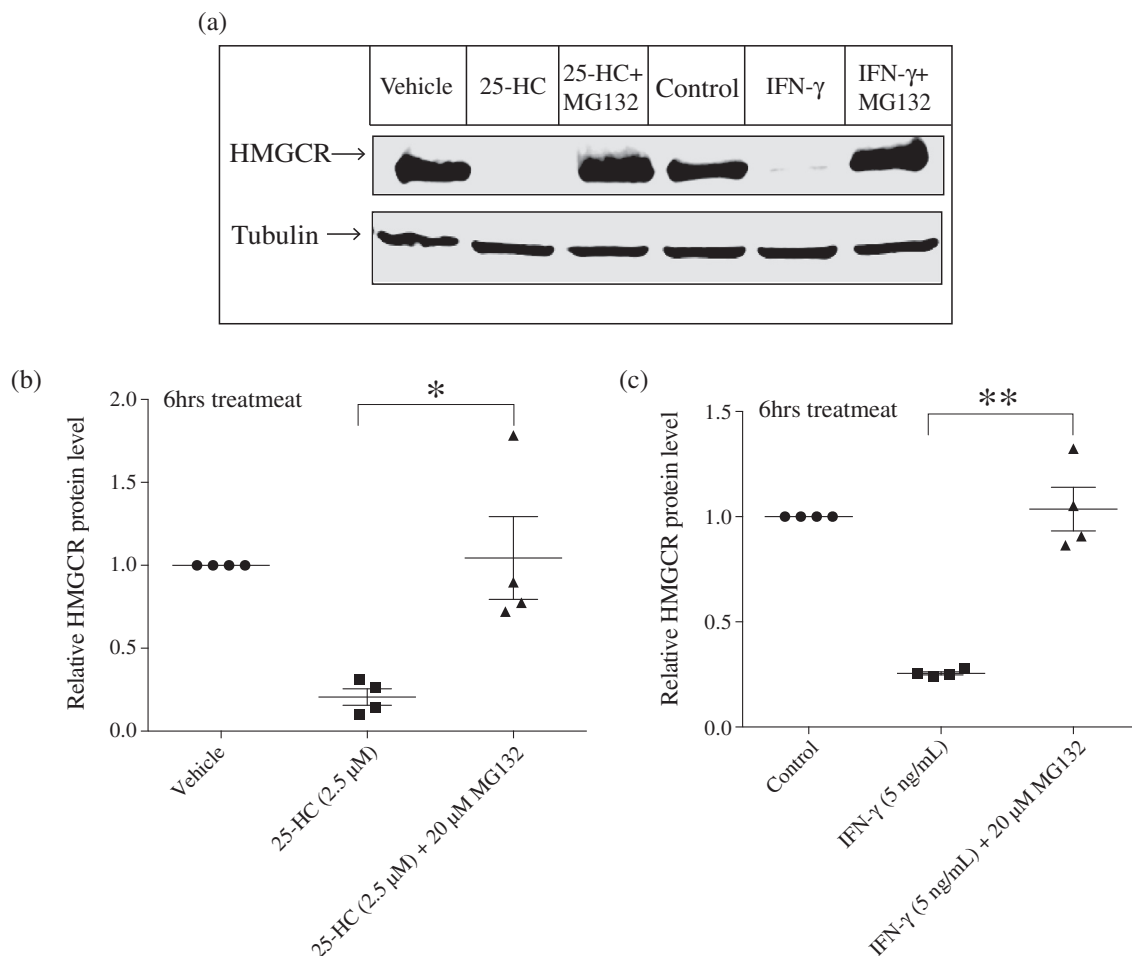 (a)
Vehicle
25-HC
25-HC+
MG132
Control
IFN-γ
IFN-γ+
MG132
HMGCR→
Tubulin →
(b)
6hrs treatmeat
*
Relative HMGCR protein level
2.0
1.5
1.0
0.5
0.0
Vehicle
25-HC (2.5 μM)
25-HC (2.5 μM) + 20 μM MG132
(c)
6hrs treatmeat
**
Relative HMGCR protein level
1.5
1.0
0.5
0.0
Control
IFN-γ (5 ng/mL)
IFN-γ (5 ng/mL) + 20 μM MG132